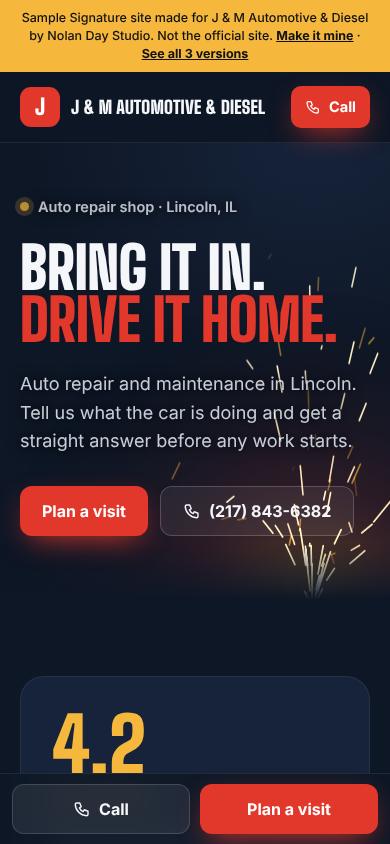 Sample Signature site made for J & M Automotive & Diesel
by Nolan Day Studio. Not the official site. Make it mine ·
See all 3 versions
J
J & M AUTOMOTIVE & DIESEL
Call
Auto repair shop · Lincoln, IL
BRING IT IN.
DRIVE IT HOME.
Auto repair and maintenance in Lincoln.
Tell us what the car is doing and get a
straight answer before any work starts.
Plan a visit
(217) 843-6382
4.2
Call
Plan a visit